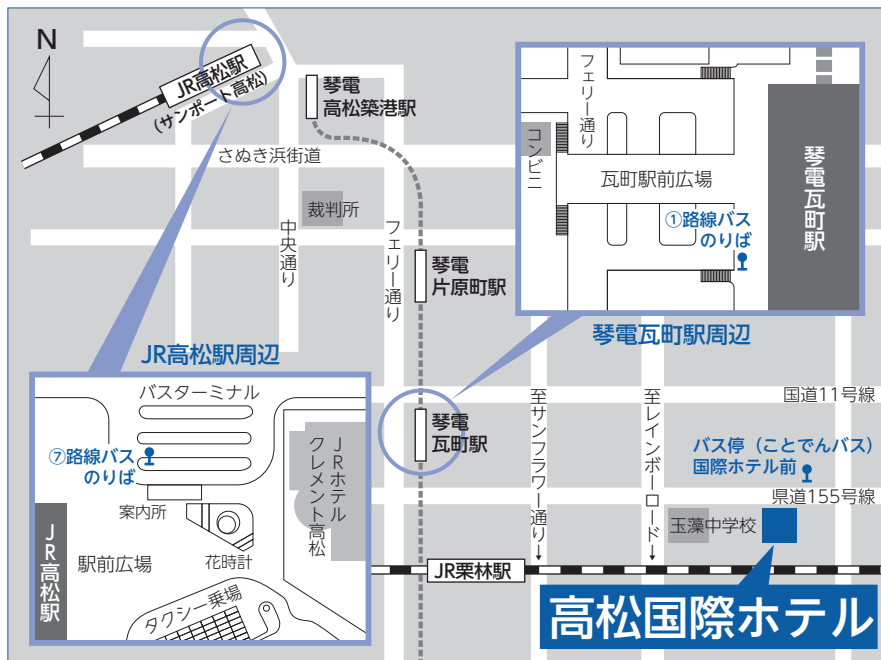 N
JR高松駅
(サンポート高松)
琴電
高松築港駅
さぬき浜街道
裁判所
中央通り
フェリー通り
琴電
片原町駅
フェリー通り
コンビニ
瓦町駅前広場
①路線バス
のりば
琴電瓦町駅
琴電瓦町駅周辺
JR高松駅周辺
バスターミナル
⑦路線バス
のりば
案内所
JRホテル
クレメント高松
JR高松駅
駅前広場
花時計
タクシー乗場
琴電
瓦町駅
至サンフラワー通り→
至レインボーロード→
国道11号線
バス停（ことでんバス）
国際ホテル前
県道155号線
玉藻中学校
JR栗林駅
高松国際ホテル